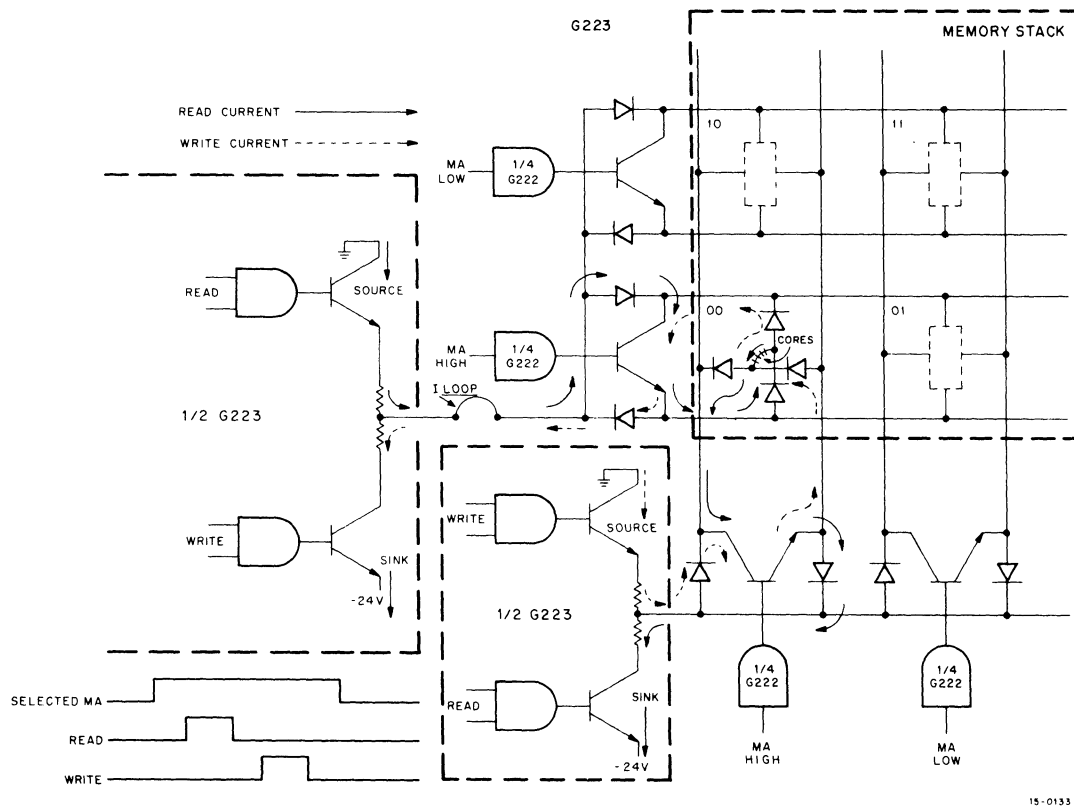 G223
MEMORY STACK
READ CURRENT
WRITE CURRENT
10
11
MA
LOW
1/4
G222
READ
SOURCE
00
01
CORES
MA
HIGH
1/4
G222
I LOOP
1/2 G223
WRITE
SINK
-24V
WRITE
SOURCE
1/2 G223
READ
SINK
-24V
1/4
G222
1/4
G222
MA
HIGH
MA
LOW
SELECTED MA
READ
WRITE
15-0133